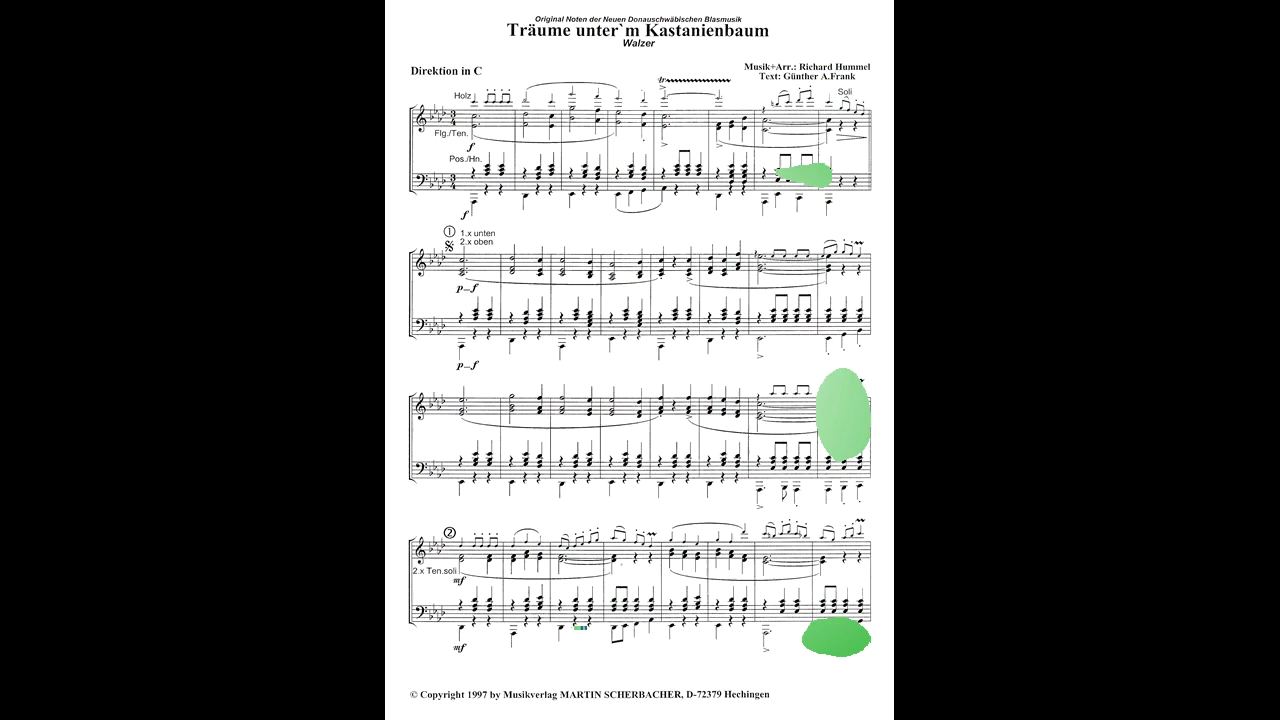 Original Noten der Neuen Donauschwäbischen Blasmusik
Träume unter`m Kastanienbaum
Walzer
Direktion in C
Musik+Arr.: Richard Hummel
Text: Günther A.Frank
Holz
tr
Soli
Flg./Ten.
f
Pos./Hn.
f
1
1.x unten
2.x oben
p–f
p–f
2
2.x Ten.soli
mf
mf
© Copyright 1997 by Musikverlag MARTIN SCHERBACHER, D-72379 Hechingen